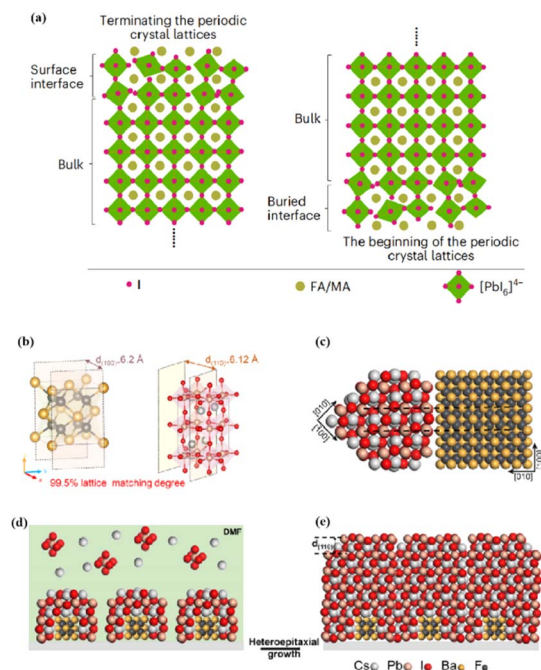 (a)
Terminating the periodic
crystal lattices
Surface
interface
Bulk
Bulk
Buried
interface
The beginning of the periodic
crystal lattices
I
FA/MA
[PbI₆]⁴⁻
(b)
d(100)-6.2 Å
d(110)-6.12 Å
99.5% lattice matching degree
(c)
[010]
[100]
[010]
(d)
DMF
(e)
d(110)
Heteroepitaxial
growth
Cs Pb I Ba F